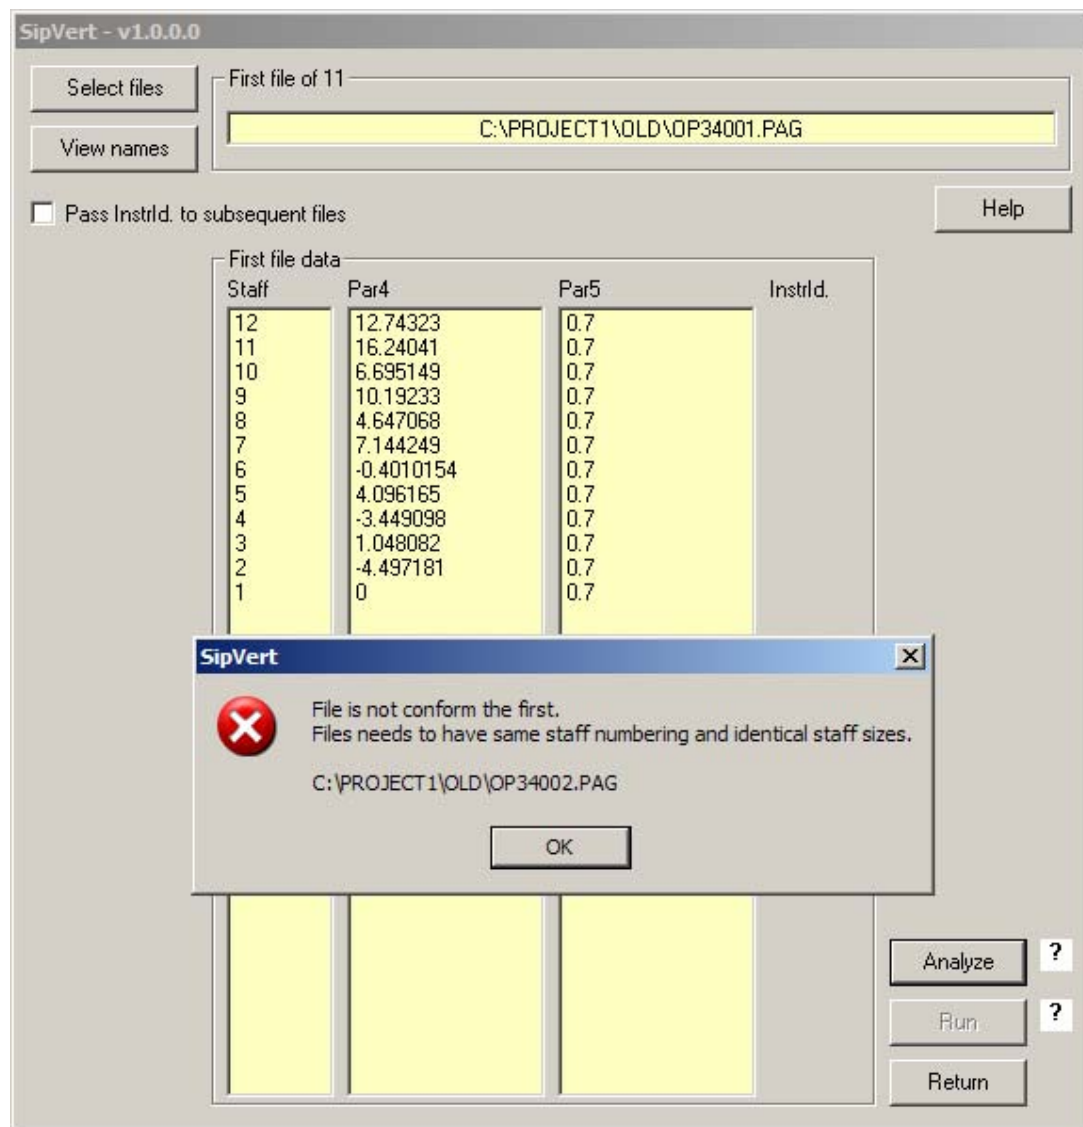 SipVert - v1.0.0.0
Select files
First file of 11
C:\PROJECT1\OLD\OP34001.PAG
View names
Pass InstrId. to subsequent files
Help
First file data
Staff Par4 Par5 InstrId.
12 12.74323 0.7
11 16.24041 0.7
10 6.695149 0.7
9 10.19233 0.7
8 4.647068 0.7
7 7.144249 0.7
6 -0.4010154 0.7
5 4.096165 0.7
4 -3.449098 0.7
3 1.048082 0.7
2 -4.497181 0.7
1 0 0.7
SipVert
File is not conform the first.
Files needs to have same staff numbering and identical staff sizes.
C:\PROJECT1\OLD\OP34002.PAG
OK
Analyze ?
Run ?
Return